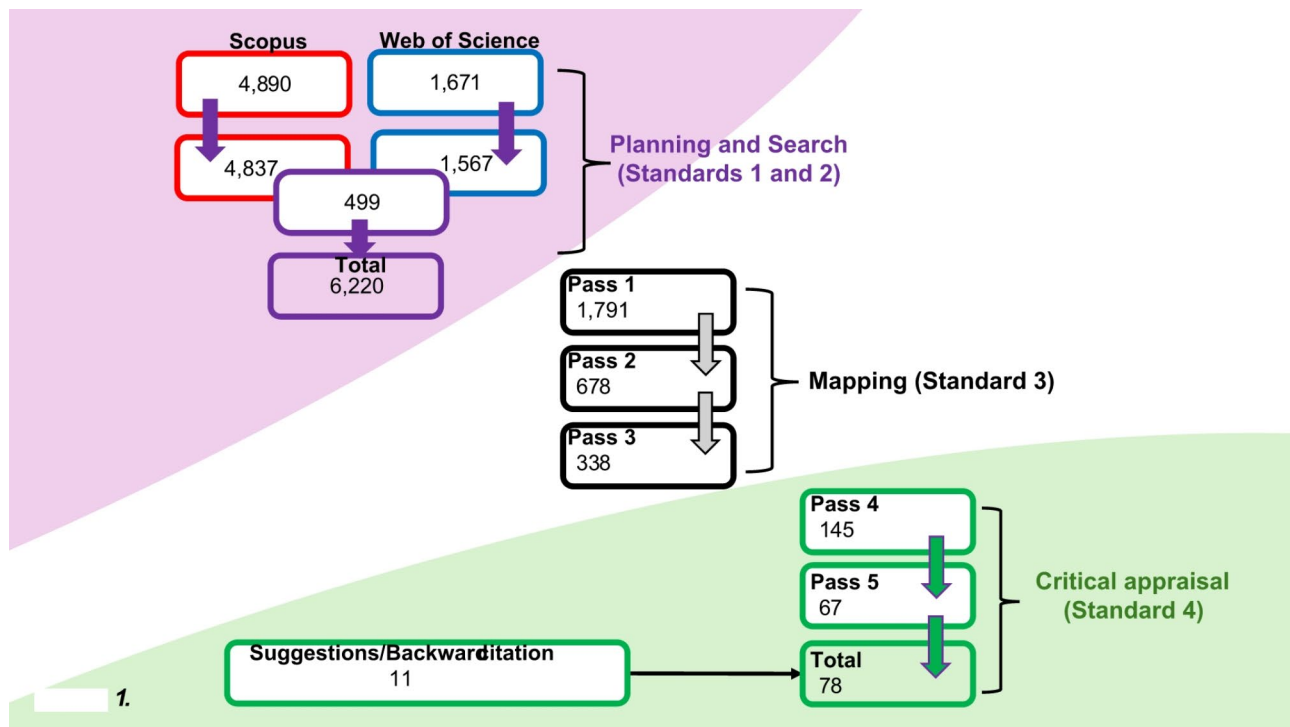 Scopus
Web of Science
4,890
1,671
4,837
1,567
499
Total
6,220
Planning and Search
(Standards 1 and 2)
Pass 1
1,791
Pass 2
678
Pass 3
338
Mapping (Standard 3)
Pass 4
145
Pass 5
67
Total
78
Critical appraisal
(Standard 4)
Suggestions/Backward citation
11
1.